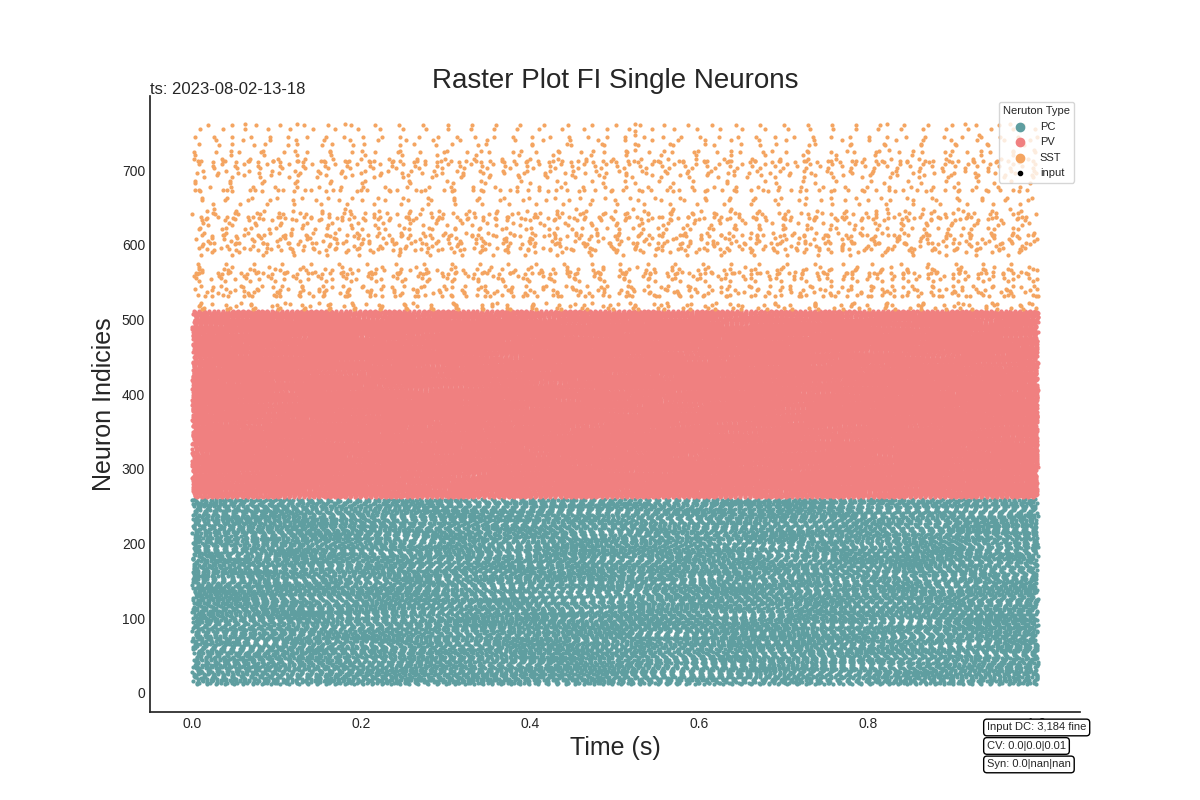 Raster Plot FI Single Neurons
ts: 2023-08-02-13-18
Neruton Type
PC
PV
SST
input
Neuron Indicies
700
600
500
400
300
200
100
0
0.0 0.2 0.4 0.6 0.8
Time (s)
Input DC: 3,184 fine
CV: 0.0|0.0|0.01
Syn: 0.0|nan|nan